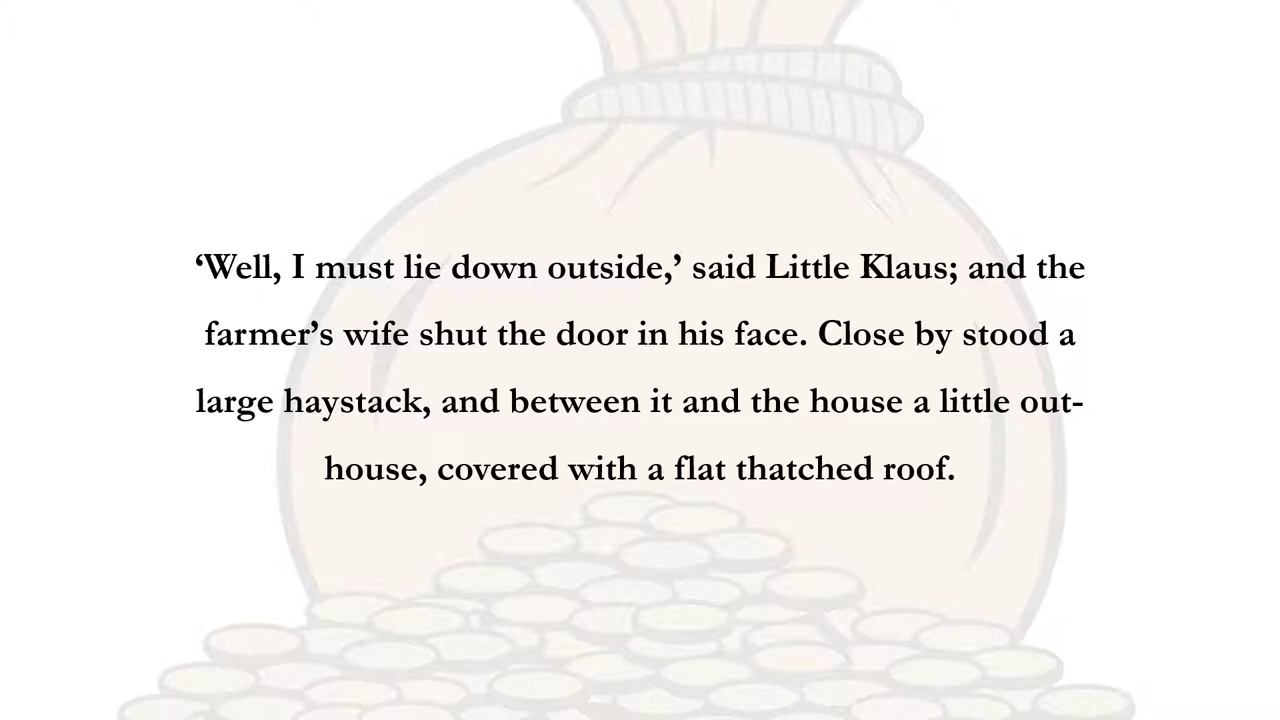 ‘Well, I must lie down outside,’ said Little Klaus; and the
farmer’s wife shut the door in his face. Close by stood a
large haystack, and between it and the house a little out-
house, covered with a flat thatched roof.